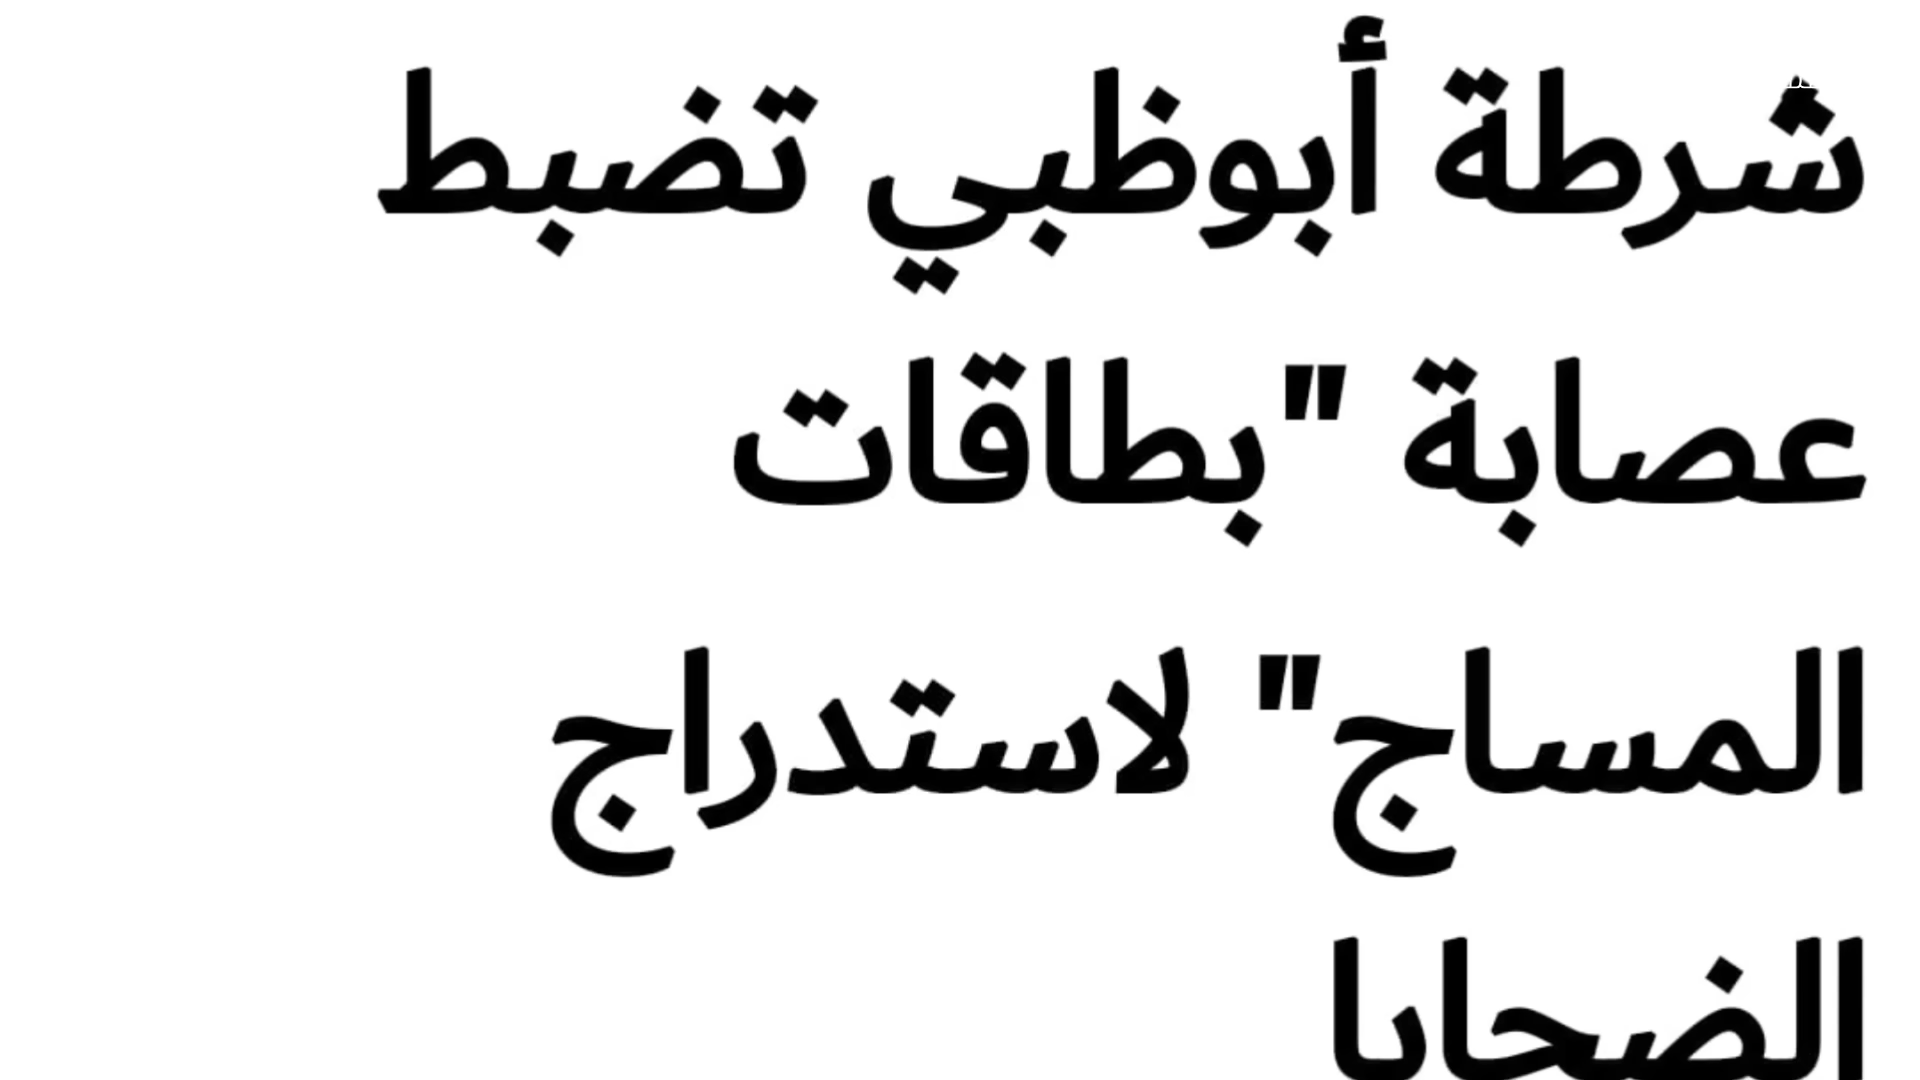 شرطة أبوظبي تضبط
عصابة "بطاقات
المساج" لاستدراج
الضحايا